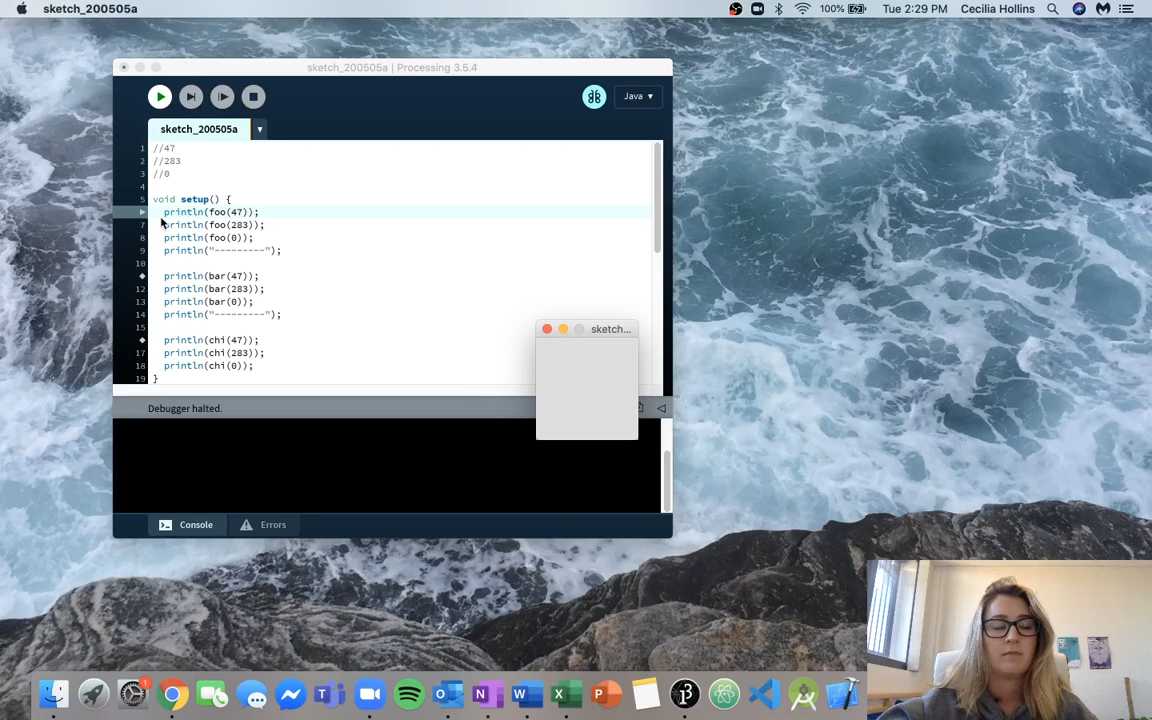 sketch_200505a
100%
Tue 2:29 PM
Cecilia Hollins
sketch_200505a | Processing 3.5.4
Java ▾
sketch_200505a
1 //47
2 //283
3 //0
4
5 void setup() {
println(foo(47));
7 println(foo(283));
8 println(foo(0));
9 println("---------");
10
println(bar(47));
12 println(bar(283));
13 println(bar(0));
14 println("---------");
15
println(chi(47));
17 println(chi(283));
18 println(chi(0));
19 }
sketch...
Debugger halted.
Console
Errors
1